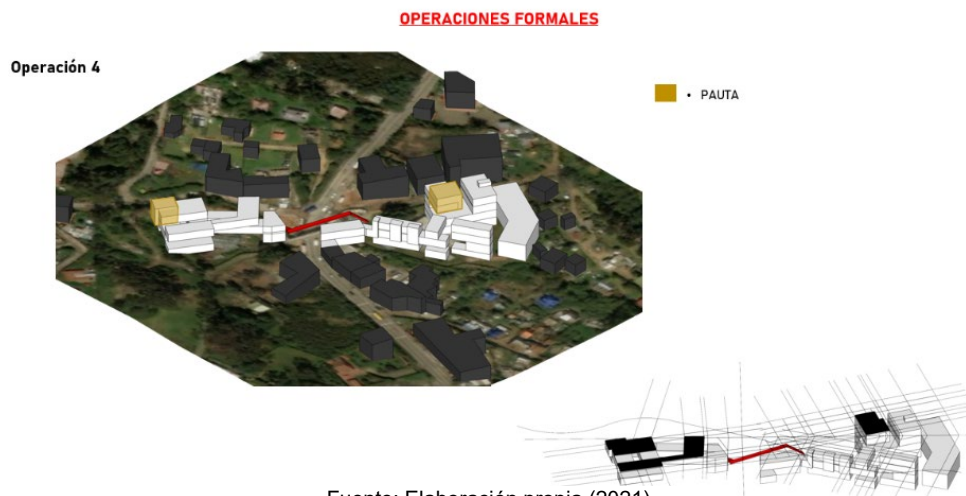 OPERACIONES FORMALES
Operación 4
• PAUTA
Fuente: Elaboración propia (2021)